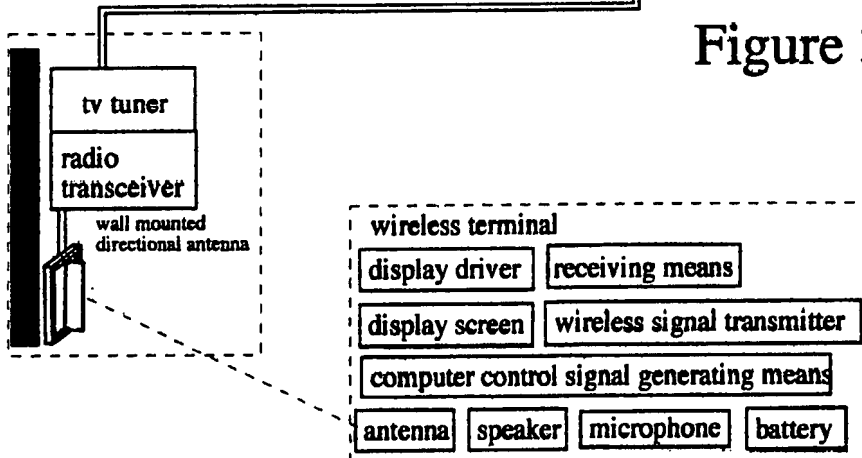 Figure
tv tuner
radio
transceiver
wall mounted
directional antenna
wireless terminal
display driver receiving means
display screen wireless signal transmitter
computer control signal generating means
antenna speaker microphone battery